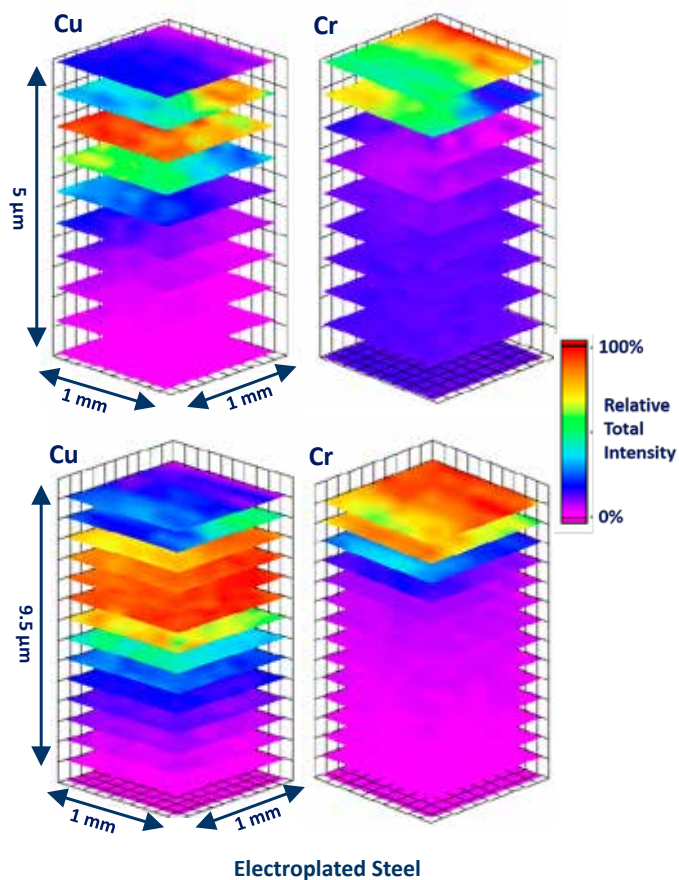 Cu
Cr
5 µm
1 mm
1 mm
100%
Relative
Total
Intensity
0%
Cu
Cr
9.5 µm
1 mm
1 mm
Electroplated Steel